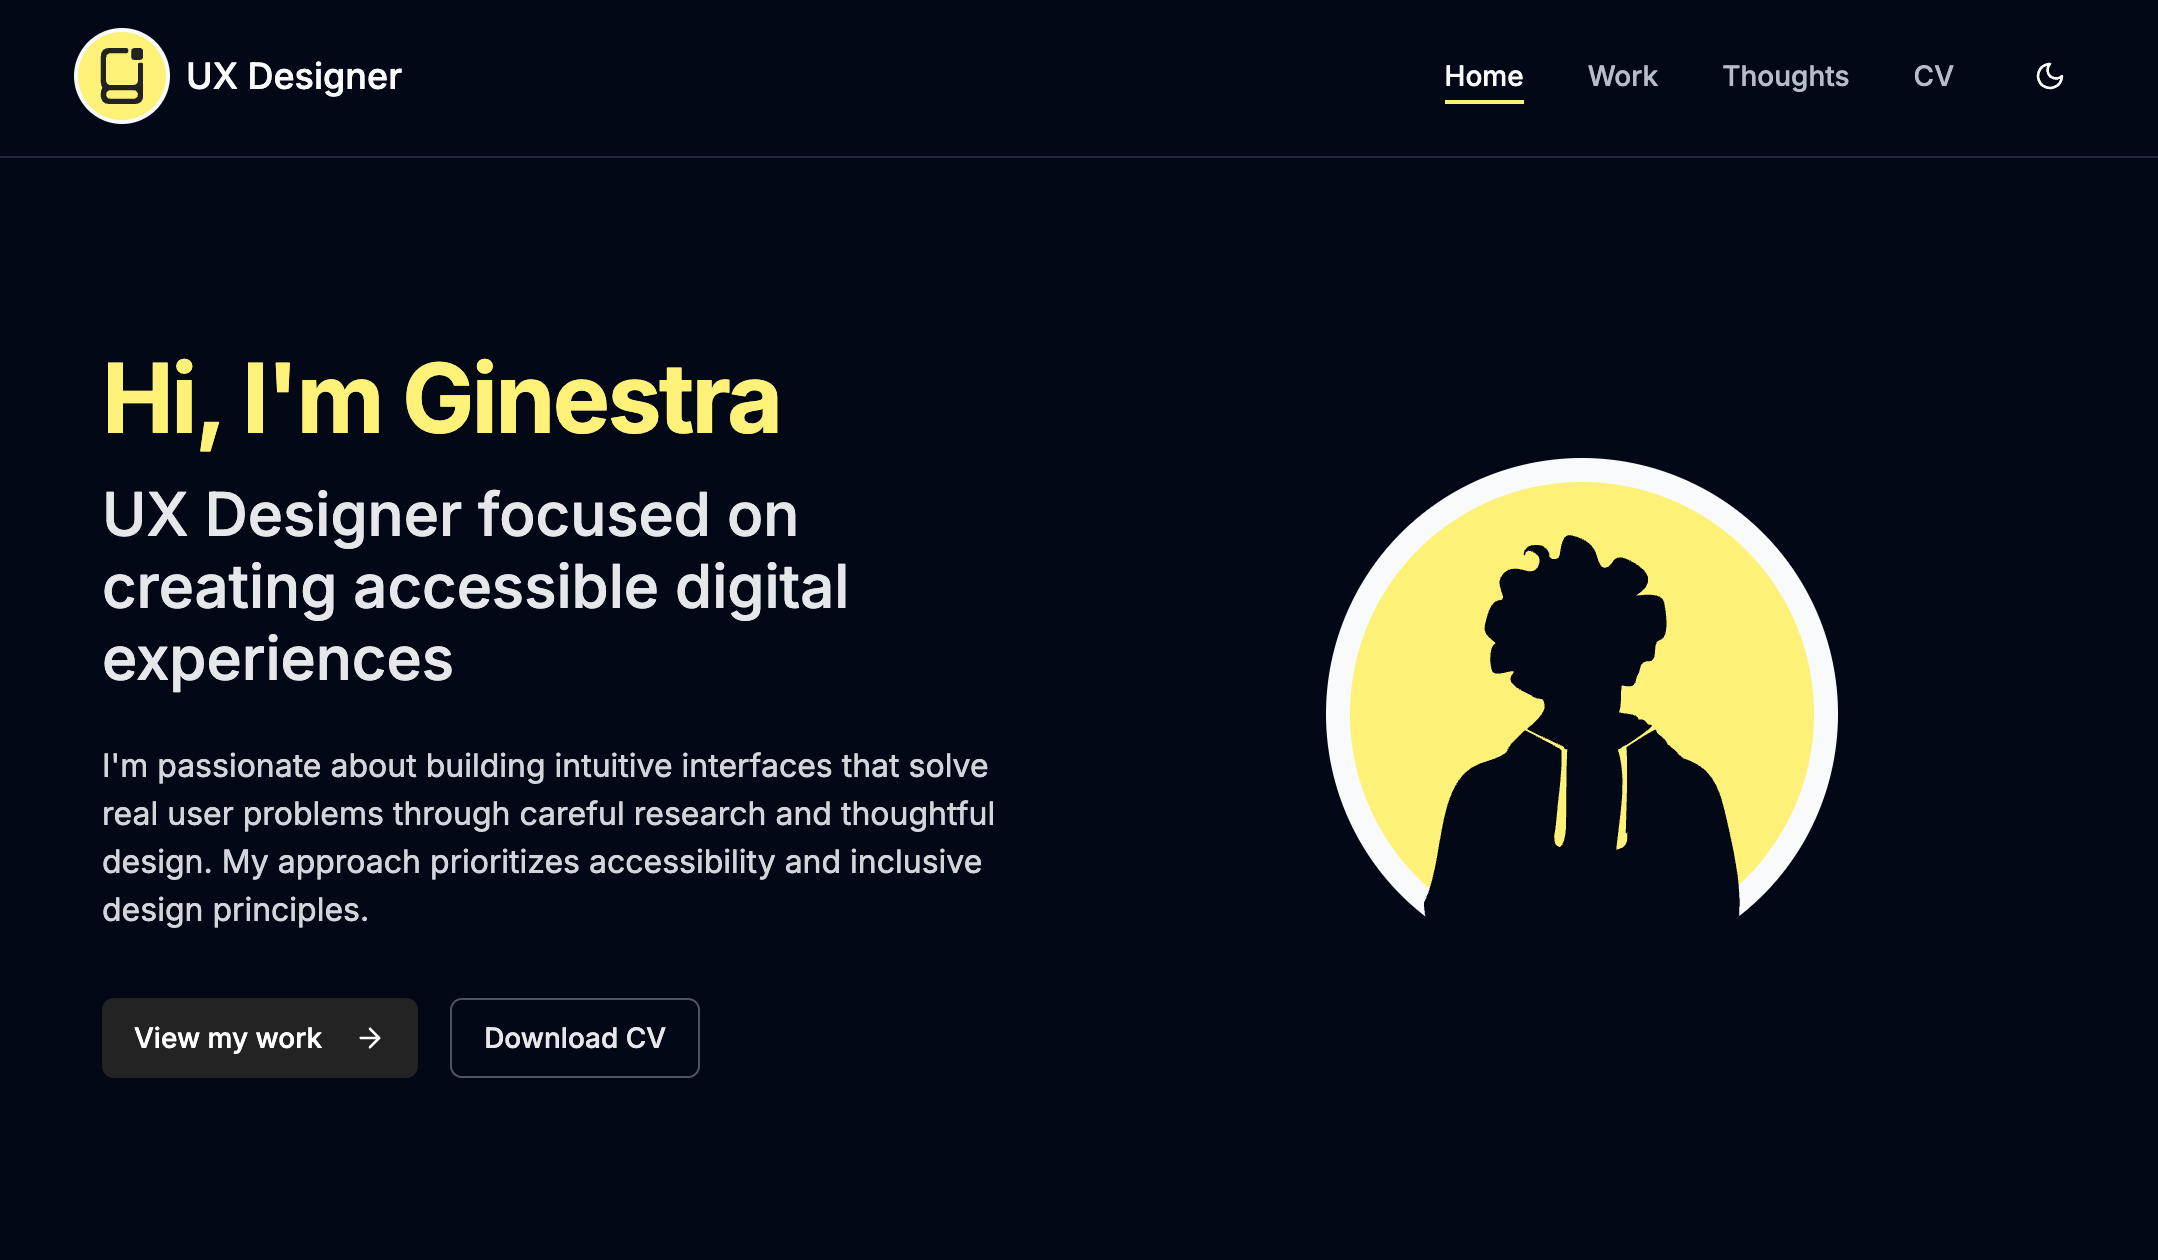 UX Designer
Home
Work
Thoughts
CV
Hi, I'm Ginestra
UX Designer focused on
creating accessible digital
experiences
I'm passionate about building intuitive interfaces that solve
real user problems through careful research and thoughtful
design. My approach prioritizes accessibility and inclusive
design principles.
View my work
Download CV